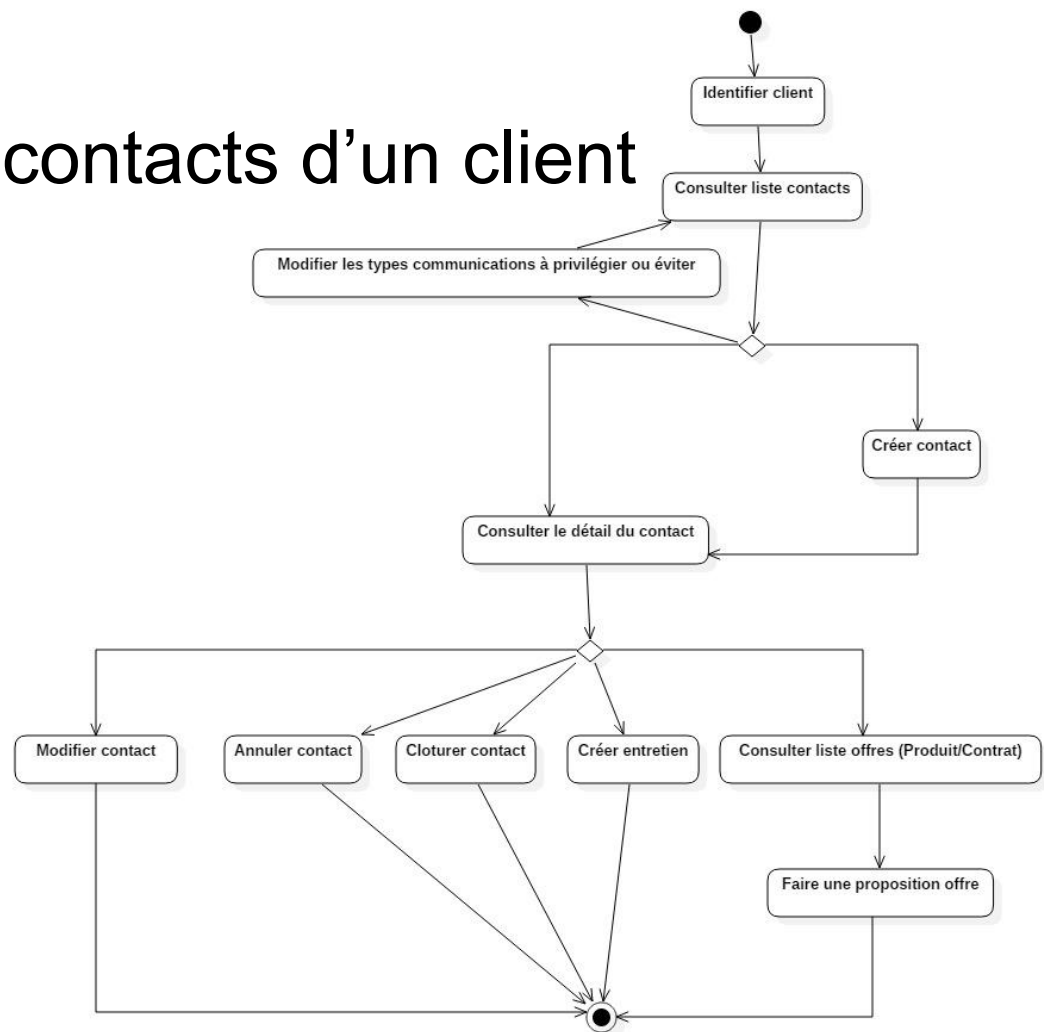 Identifier client
contacts d'un client
Consulter liste contacts
Modifier les types communications à privilégier ou éviter
Créer contact
Consulter le détail du contact
Modifier contact
Annuler contact
Cloturer contact
Créer entretien
Consulter liste offres (Produit/Contrat)
Faire une proposition offre